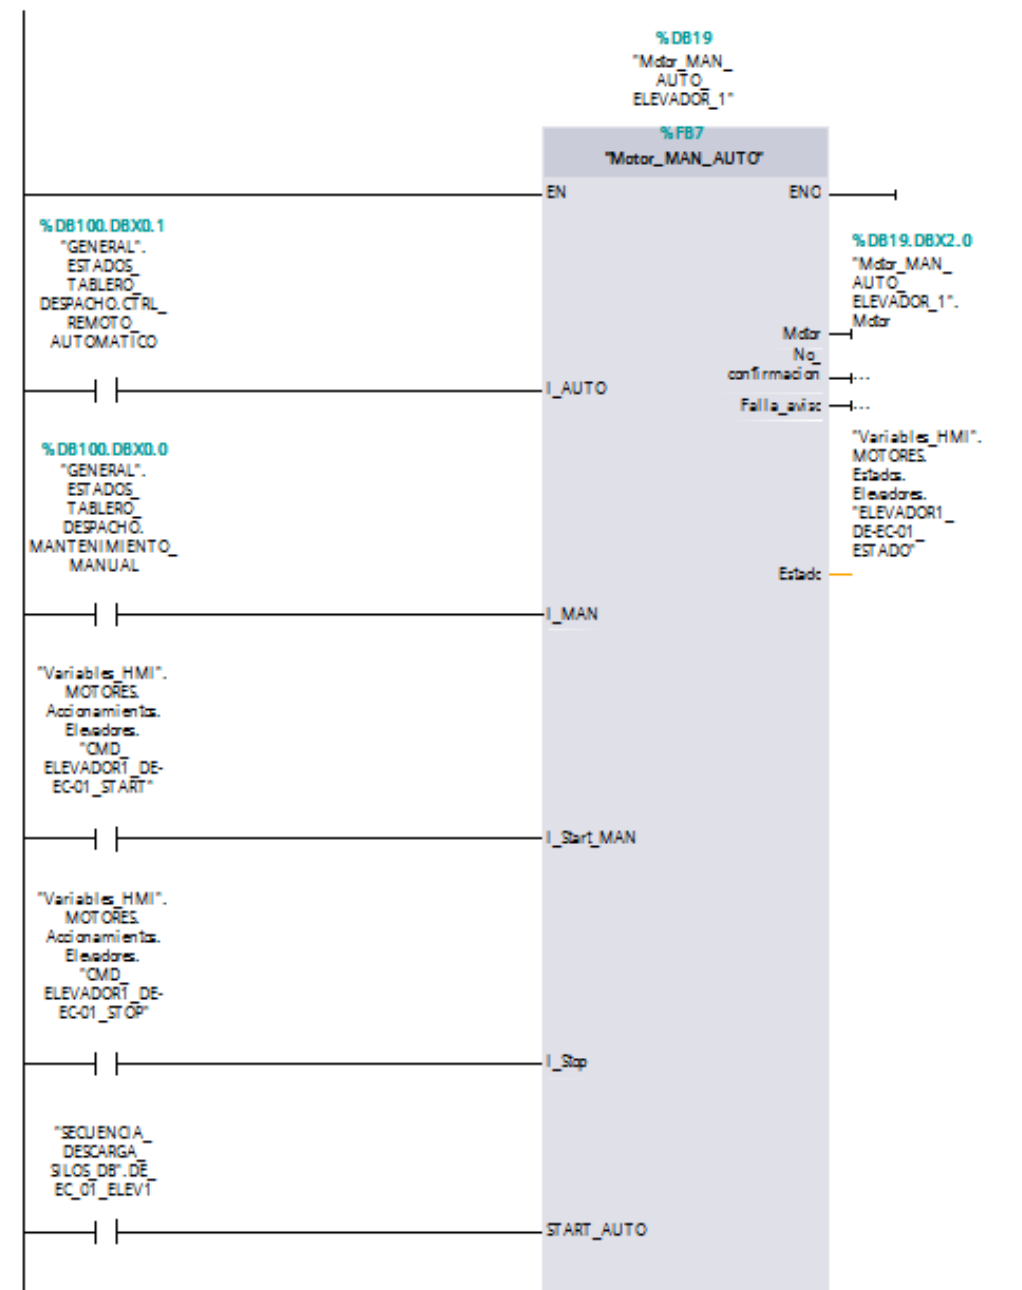 %DB19
"Motor_MAN_
AUTO_
ELEVADOR_1"
%FB7
"Motor_MAN_AUTO"
EN
ENO
%DB100.DBX0.1
"GENERAL".
ESTADOS_
TABLERO_
DESPACHO.CTRL_
REMOTO_
AUTOMATICO
I_AUTO
%DB19.DBX2.0
"Motor_MAN_
AUTO_
ELEVADOR_1".
Motor
Motor
No_
confirmacion
...
Falla_aviso
...
%DB100.DBX0.0
"GENERAL".
ESTADOS_
TABLERO_
DESPACHO.
MANTENIMIENTO_
MANUAL
I_MAN
"Variables_HMI".
MOTORES.
Estados.
Elevadores.
"ELEVADOR1_
DE-EC-01_
ESTADO"
Estado
"Variables_HMI".
MOTORES.
Accionamientos.
Elevadores.
"CMD_
ELEVADOR1_DE-
EC-01_START"
I_Start_MAN
"Variables_HMI".
MOTORES.
Accionamientos.
Elevadores.
"CMD_
ELEVADOR1_DE-
EC-01_STOP"
I_Stop
"SECUENCIA_
DESCARGA_
SILOS_DB".DE_
EC_01_ELEV1
START_AUTO